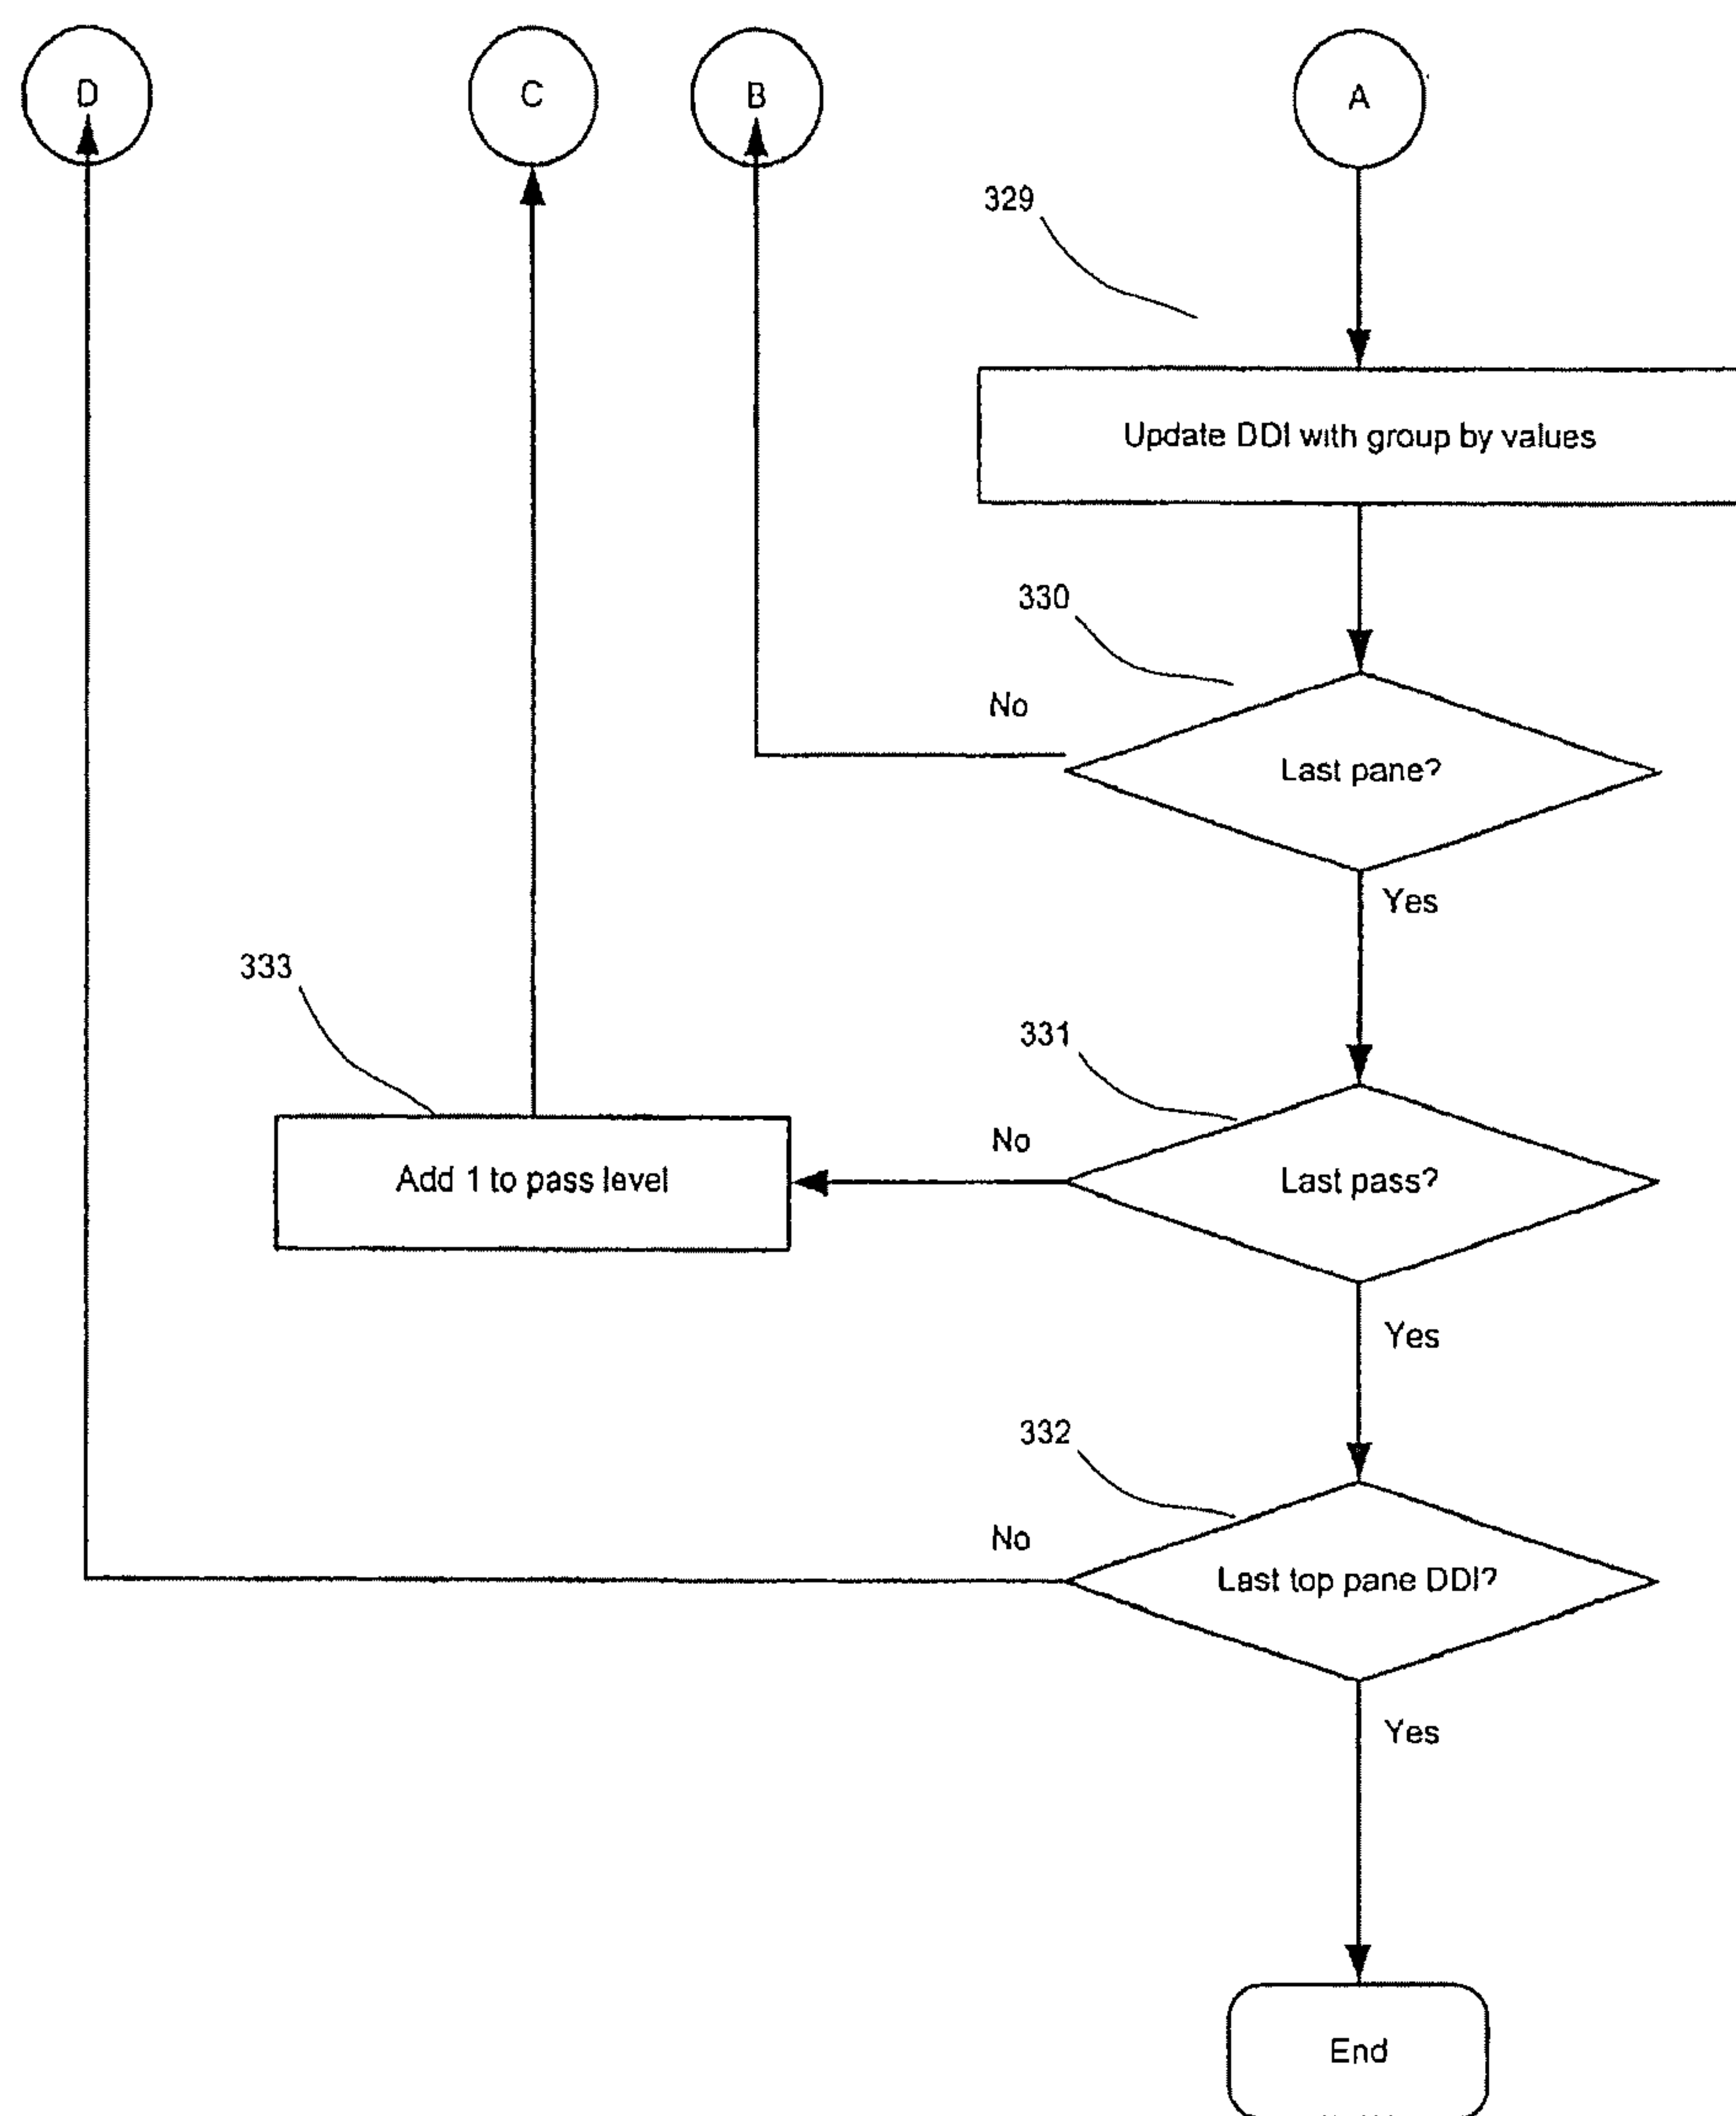 D
C
B
A
329
Update DDI with group by values
330
No
Last pane?
Yes
333
331
No
Add 1 to pass level
Last pass?
Yes
332
No
Last top pane DDI?
Yes
End